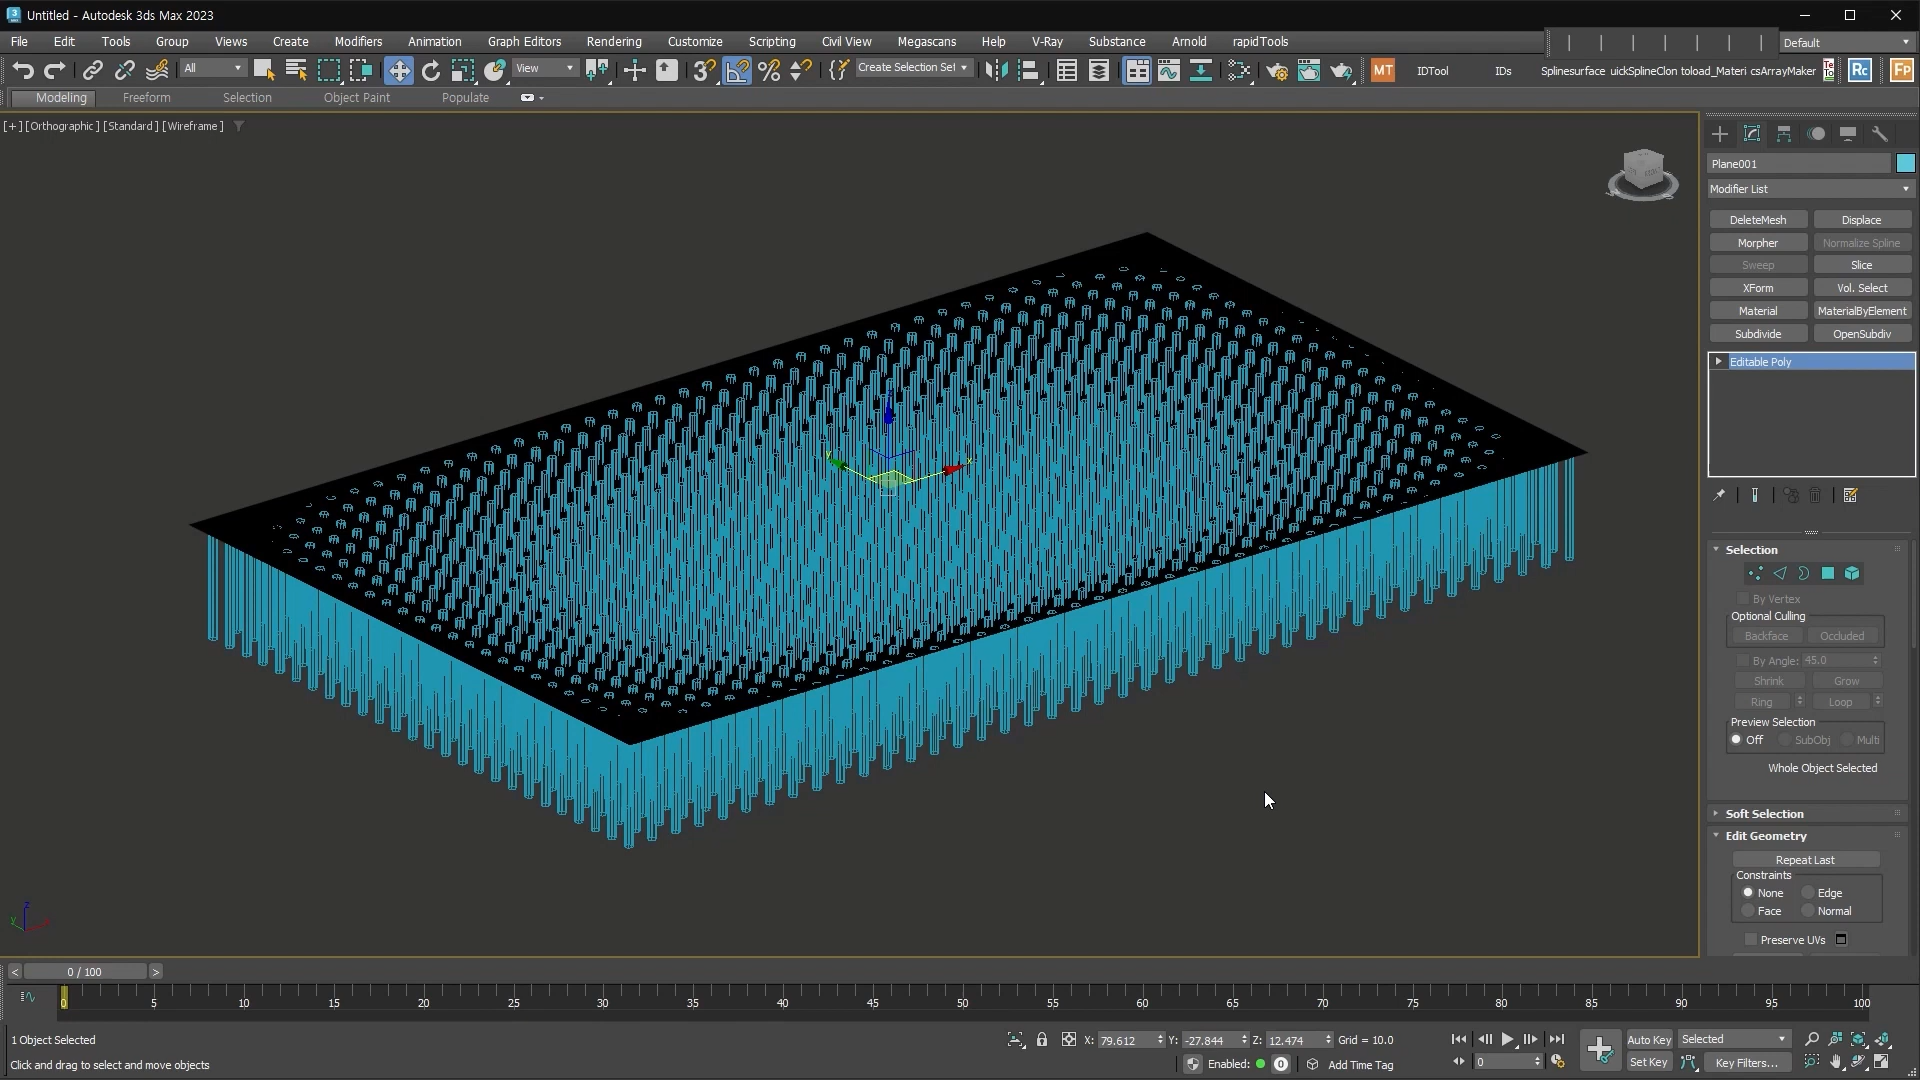 Untitled - Autodesk 3ds Max 2023
File Edit Tools Group Views Create Modifiers Animation Graph Editors Rendering Customize Scripting Civil View Megascans Help V-Ray Substance Arnold rapidTools Default
All View Create Selection Set MT IDTool IDs Splinesurface uickSplineClon toload_Materi csArrayMaker Rc Fp
Modeling Freeform Selection Object Paint Populate
[+] [Orthographic] [Standard] [Wireframe]
Plane001
Modifier List
DeleteMesh Displace
Morpher Normalize Spline
Sweep Slice
XForm Vol. Select
Material MaterialByElement
Subdivide OpenSubdiv
Editable Poly
Selection
By Vertex
Optional Culling
Backface Occluded
By Angle: 45.0
Shrink Grow
Ring Loop
Preview Selection
Off SubObj Multi
Whole Object Selected
Soft Selection
Edit Geometry
Repeat Last
Constraints
None Edge
Face Normal
Preserve UVs
x y
z y
< 0 / 100 >
0 5 10 15 20 25 30 35 40 45 50 55 60 65 70 75 80 85 90 95 100
1 Object Selected X: 79.612 Y: -27.844 Z: 12.474 Grid = 10.0 Auto Key Selected
Click and drag to select and move objects Enabled: 0 Add Time Tag 0 Set Key Key Filters...